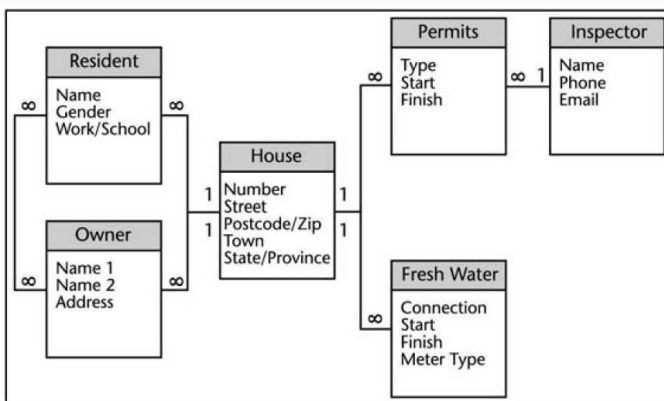 Resident
Name
Gender
Work/School
∞
∞
∞
∞
Owner
Name 1
Name 2
Address
House
Number
Street
Postcode/Zip
Town
State/Province
1
1
1
1
Permits
Type
Start
Finish
∞
∞
1
Inspector
Name
Phone
Email
Fresh Water
Connection
Start
Finish
Meter Type
∞